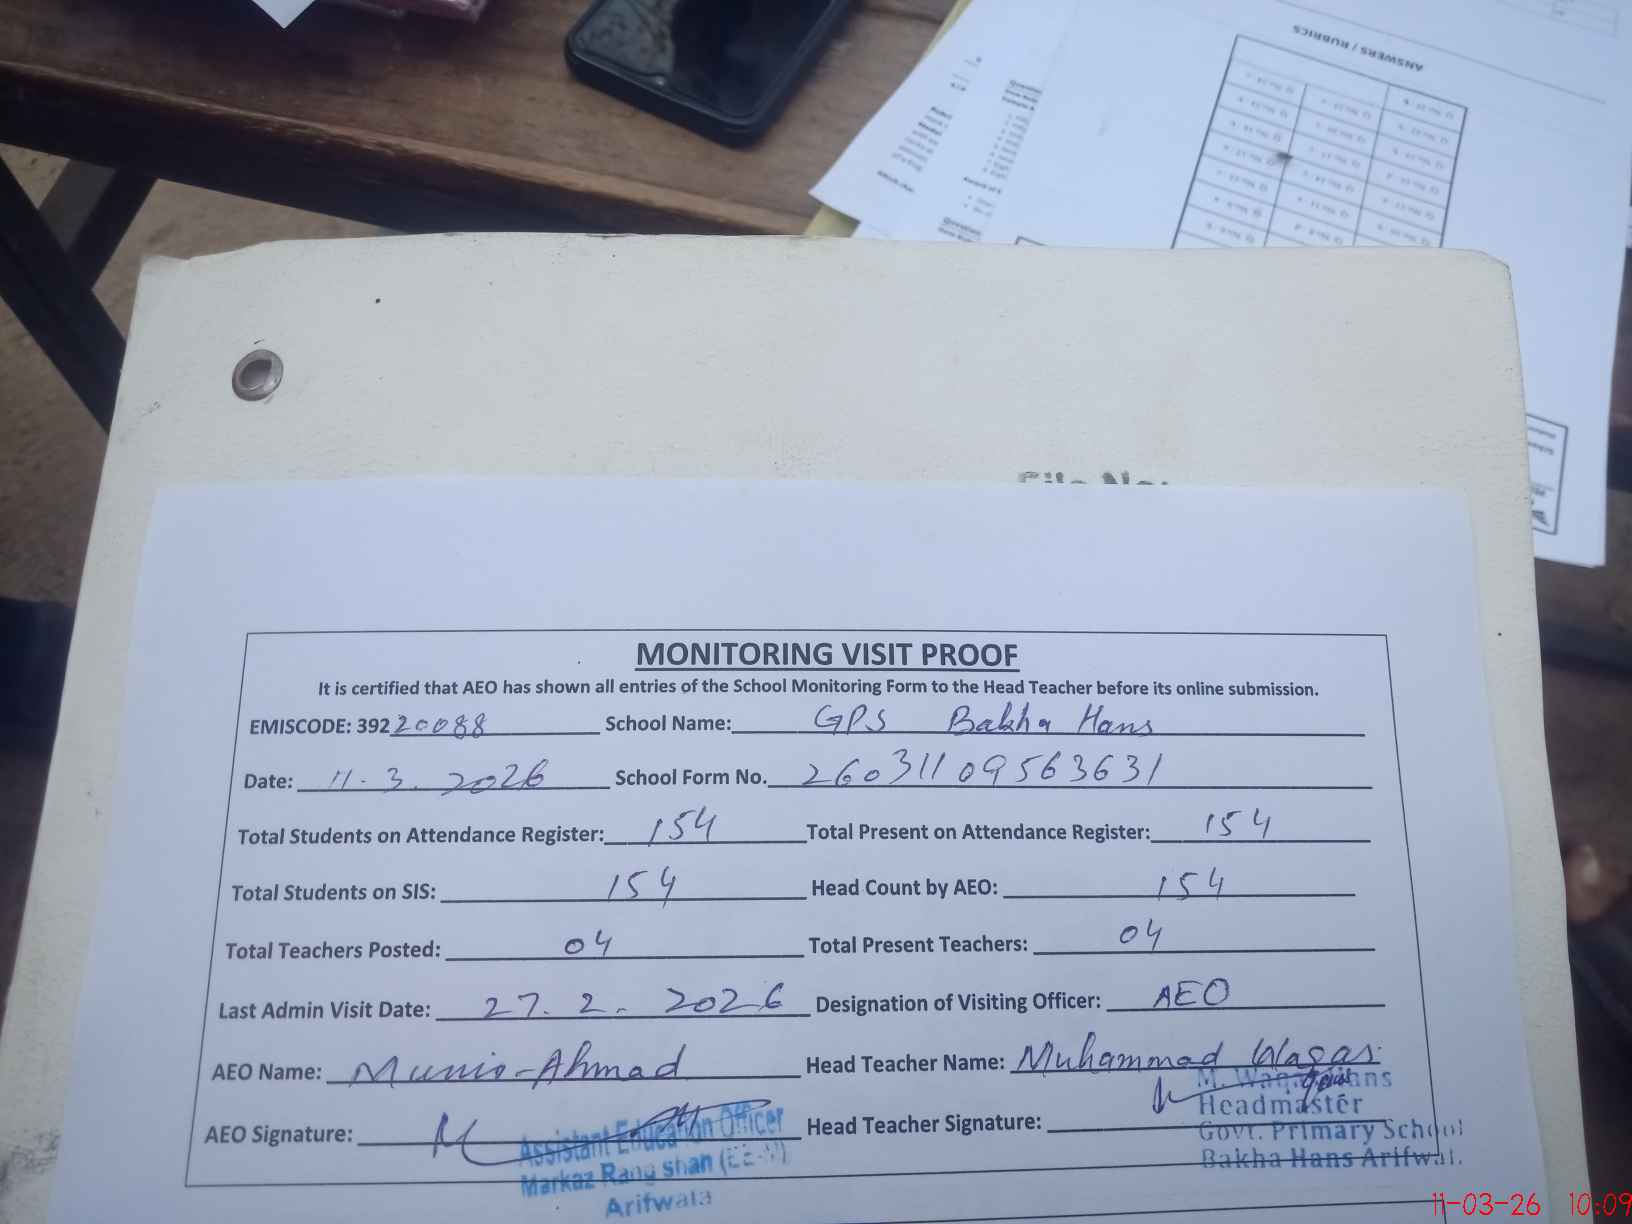 ANSWERS / RUBRICS
File No:
MONITORING VISIT PROOF
It is certified that AEO has shown all entries of the School Monitoring Form to the Head Teacher before its online submission.
EMISCODE: 39220088 School Name: GPS Bakha Hans
Date: 11.3.2026 School Form No. 26031109563631
Total Students on Attendance Register: 154 Total Present on Attendance Register: 154
Total Students on SIS: 154 Head Count by AEO: 154
Total Teachers Posted: 04 Total Present Teachers: 04
Last Admin Visit Date: 27.2.2026 Designation of Visiting Officer: AEO
AEO Name: Munir Ahmad Head Teacher Name: Muhammad Waqas
AEO Signature: Head Teacher Signature:
Assistant Education Officer
Markaz Rang shah (EE-M)
Arifwala
M. Waqas Hans
Headmaster
Govt. Primary School
Bakha Hans Arifwal.
11-03-26 10:09